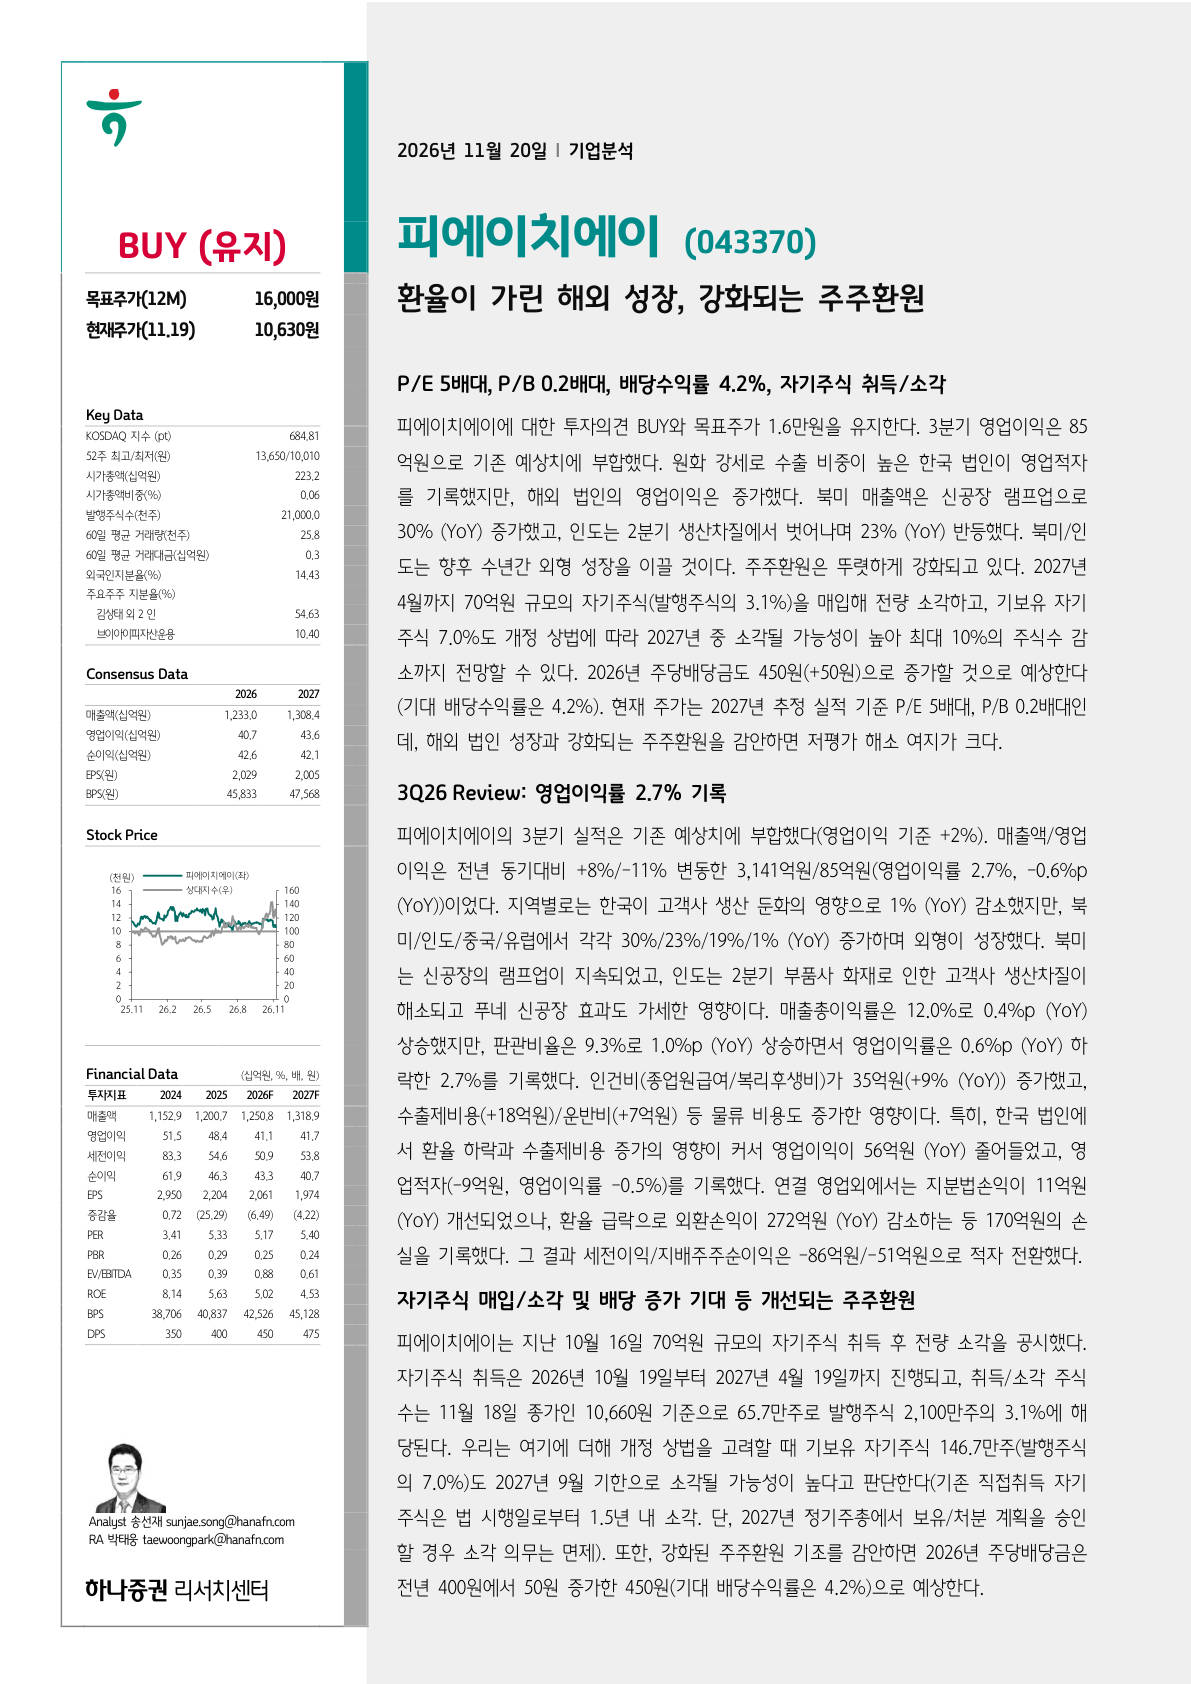 BUY (유지)
목표주가(12M) 16,000원
현재주가(11.19) 10,630원
Key Data
KOSDAQ 지수 (pt) 684.81
52주 최고/최저(원) 13,650/10,010
시가총액(십억원) 223.2
시가총액비중(%) 0.06
발행주식수(천주) 21,000.0
60일 평균 거래량(천주) 25.8
60일 평균 거래대금(십억원) 0.3
외국인지분율(%) 14.43
주요주주 지분율(%)
김상태 외 2 인 54.63
브이아이피자산운용 10.40
Consensus Data
2026 2027
매출액(십억원) 1,233.0 1,308.4
영업이익(십억원) 40.7 43.6
순이익(십억원) 42.6 42.1
EPS(원) 2,029 2,005
BPS(원) 45,833 47,568
Stock Price
(천원) 피에이치에이(좌)
상대지수(우)
16 160
14 140
12 120
10 100
8 80
6 60
4 40
2 20
0 0
25.11 26.2 26.5 26.8 26.11
Financial Data (십억원, %, 배, 원)
투자지표 2024 2025 2026F 2027F
매출액 1,152.9 1,200.7 1,250.8 1,318.9
영업이익 51.5 48.4 41.1 41.7
세전이익 83.3 54.6 50.9 53.8
순이익 61.9 46.3 43.3 40.7
EPS 2,950 2,204 2,061 1,974
증감율 0.72 (25.29) (6.49) (4.22)
PER 3.41 5.33 5.17 5.40
PBR 0.26 0.29 0.25 0.24
EV/EBITDA 0.35 0.39 0.88 0.61
ROE 8.14 5.63 5.02 4.53
BPS 38,706 40,837 42,526 45,128
DPS 350 400 450 475
Analyst 송선재 sunjae.song@hanafn.com
RA 박태웅 taewoongpark@hanafn.com
하나증권 리서치센터
2026년 11월 20일 | 기업분석
피에이치에이 (043370)
환율이 가린 해외 성장, 강화되는 주주환원
P/E 5배대, P/B 0.2배대, 배당수익률 4.2%, 자기주식 취득/소각
피에이치에이에 대한 투자의견 BUY와 목표주가 1.6만원을 유지한다. 3분기 영업이익은 85
억원으로 기존 예상치에 부합했다. 원화 강세로 수출 비중이 높은 한국 법인이 영업적자
를 기록했지만, 해외 법인의 영업이익은 증가했다. 북미 매출액은 신공장 램프업으로
30% (YoY) 증가했고, 인도는 2분기 생산차질에서 벗어나며 23% (YoY) 반등했다. 북미/인
도는 향후 수년간 외형 성장을 이끌 것이다. 주주환원은 뚜렷하게 강화되고 있다. 2027년
4월까지 70억원 규모의 자기주식(발행주식의 3.1%)을 매입해 전량 소각하고, 기보유 자기
주식 7.0%도 개정 상법에 따라 2027년 중 소각될 가능성이 높아 최대 10%의 주식수 감
소까지 전망할 수 있다. 2026년 주당배당금도 450원(+50원)으로 증가할 것으로 예상한다
(기대 배당수익률은 4.2%). 현재 주가는 2027년 추정 실적 기준 P/E 5배대, P/B 0.2배대인
데, 해외 법인 성장과 강화되는 주주환원을 감안하면 저평가 해소 여지가 크다.
3Q26 Review: 영업이익률 2.7% 기록
피에이치에이의 3분기 실적은 기존 예상치에 부합했다(영업이익 기준 +2%). 매출액/영업
이익은 전년 동기대비 +8%/-11% 변동한 3,141억원/85억원(영업이익률 2.7%, -0.6%p
(YoY))이었다. 지역별로는 한국이 고객사 생산 둔화의 영향으로 1% (YoY) 감소했지만, 북
미/인도/중국/유럽에서 각각 30%/23%/19%/1% (YoY) 증가하며 외형이 성장했다. 북미
는 신공장의 램프업이 지속되었고, 인도는 2분기 부품사 화재로 인한 고객사 생산차질이
해소되고 푸네 신공장 효과도 가세한 영향이다. 매출총이익률은 12.0%로 0.4%p (YoY)
상승했지만, 판관비율은 9.3%로 1.0%p (YoY) 상승하면서 영업이익률은 0.6%p (YoY) 하
락한 2.7%를 기록했다. 인건비(종업원급여/복리후생비)가 35억원(+9% (YoY)) 증가했고,
수출제비용(+18억원)/운반비(+7억원) 등 물류 비용도 증가한 영향이다. 특히, 한국 법인에
서 환율 하락과 수출제비용 증가의 영향이 커서 영업이익이 56억원 (YoY) 줄어들었고, 영
업적자(-9억원, 영업이익률 -0.5%)를 기록했다. 연결 영업외에서는 지분법손익이 11억원
(YoY) 개선되었으나, 환율 급락으로 외환손익이 272억원 (YoY) 감소하는 등 170억원의 손
실을 기록했다. 그 결과 세전이익/지배주주순이익은 -86억원/-51억원으로 적자 전환했다.
자기주식 매입/소각 및 배당 증가 기대 등 개선되는 주주환원
피에이치에이는 지난 10월 16일 70억원 규모의 자기주식 취득 후 전량 소각을 공시했다.
자기주식 취득은 2026년 10월 19일부터 2027년 4월 19일까지 진행되고, 취득/소각 주식
수는 11월 18일 종가인 10,660원 기준으로 65.7만주로 발행주식 2,100만주의 3.1%에 해
당된다. 우리는 여기에 더해 개정 상법을 고려할 때 기보유 자기주식 146.7만주(발행주식
의 7.0%)도 2027년 9월 기한으로 소각될 가능성이 높다고 판단한다(기존 직접취득 자기
주식은 법 시행일로부터 1.5년 내 소각. 단, 2027년 정기주총에서 보유/처분 계획을 승인
할 경우 소각 의무는 면제). 또한, 강화된 주주환원 기조를 감안하면 2026년 주당배당금은
전년 400원에서 50원 증가한 450원(기대 배당수익률은 4.2%)으로 예상한다.